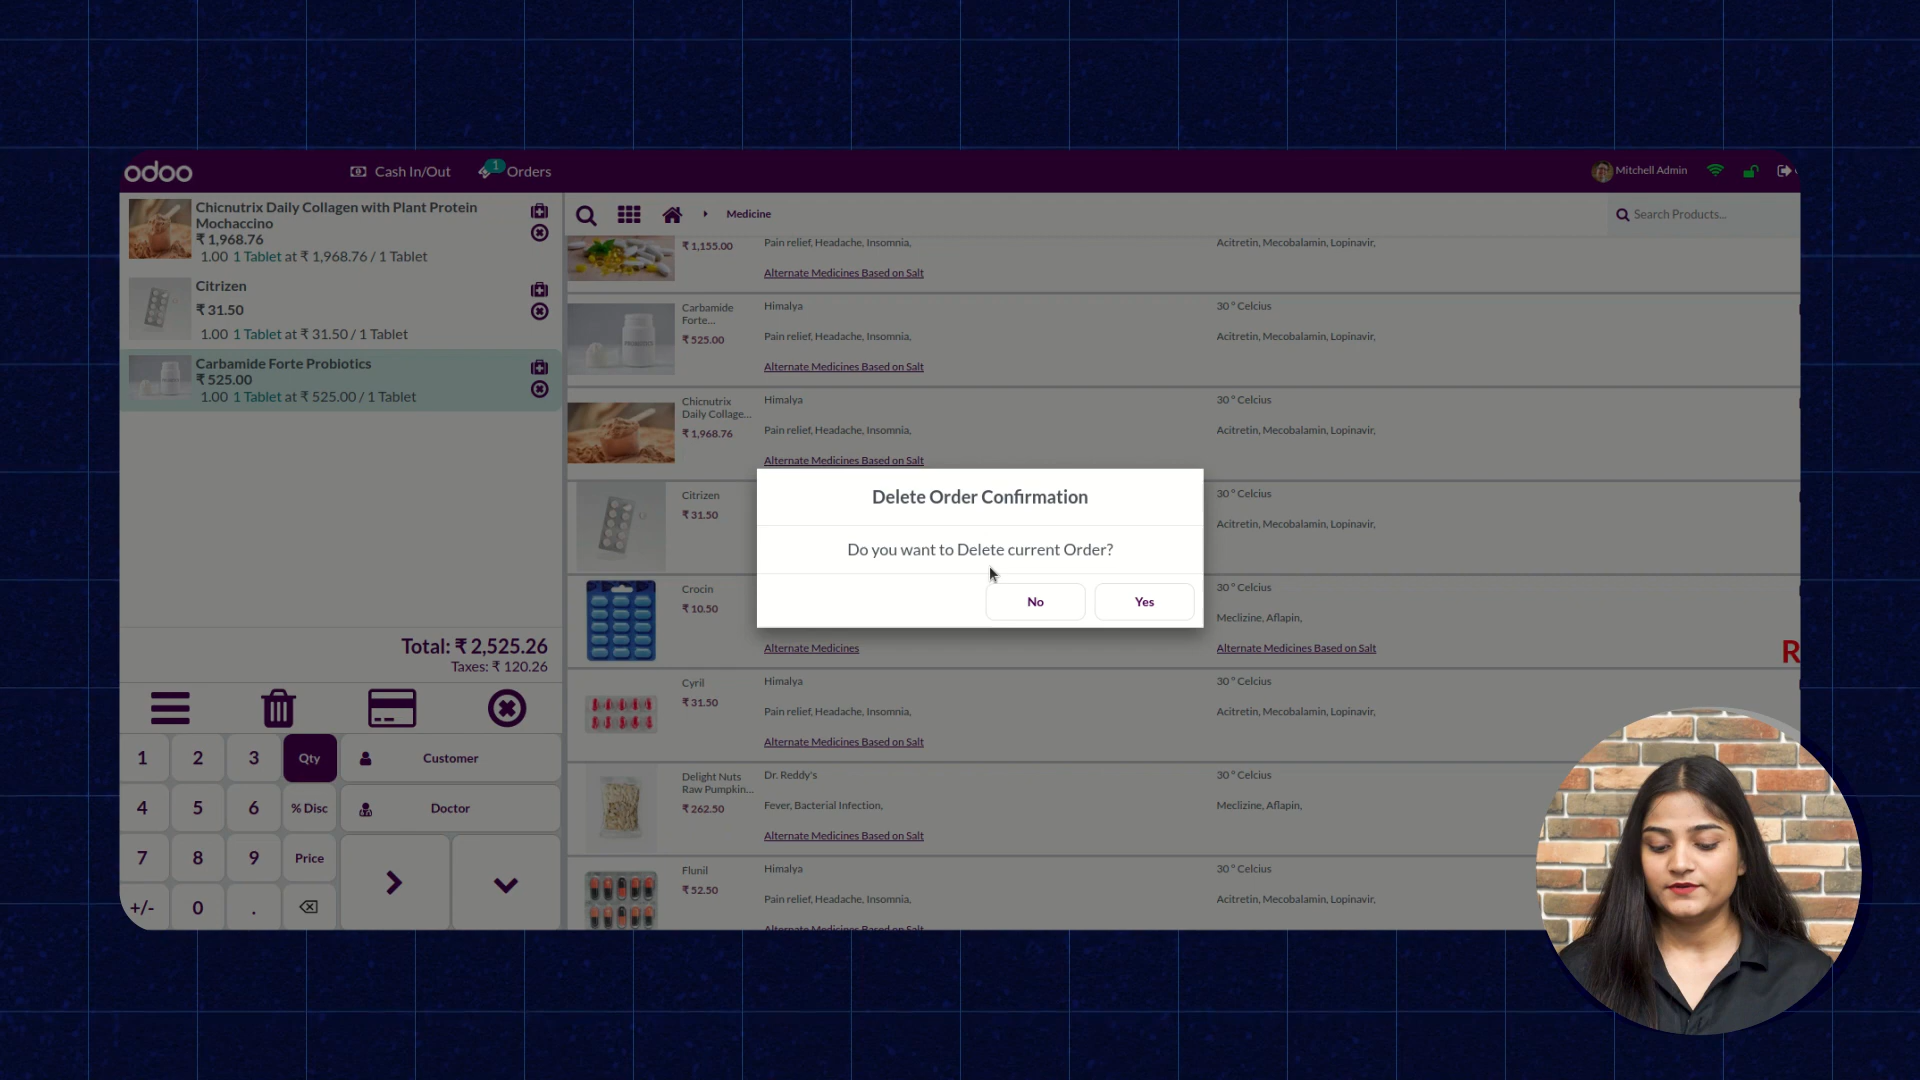 odoo
Cash In/Out
1
Orders
Mitchell Admin
Chicnutrix Daily Collagen with Plant Protein
Mochaccino
₹ 1,968.76
1.00 1 Tablet at ₹ 1,968.76 / 1 Tablet
Citrizen
₹ 31.50
1.00 1 Tablet at ₹ 31.50 / 1 Tablet
Carbamide Forte Probiotics
₹ 525.00
1.00 1 Tablet at ₹ 525.00 / 1 Tablet
Total: ₹ 2,525.26
Taxes: ₹ 120.26
1 2 3 Qty Customer
4 5 6 % Disc Doctor
7 8 9 Price
+/- 0 .
Medicine
Search Products...
₹ 1,155.00
Pain relief, Headache, Insomnia,
Acitretin, Mecobalamin, Lopinavir,
Alternate Medicines Based on Salt
Carbamide
Forte...
₹ 525.00
Himalya
30 ° Celcius
Pain relief, Headache, Insomnia,
Acitretin, Mecobalamin, Lopinavir,
Alternate Medicines Based on Salt
Chicnutrix
Daily Collage...
₹ 1,968.76
Himalya
30 ° Celcius
Pain relief, Headache, Insomnia,
Acitretin, Mecobalamin, Lopinavir,
Alternate Medicines Based on Salt
Citrizen
₹ 31.50
30 ° Celcius
Acitretin, Mecobalamin, Lopinavir,
Delete Order Confirmation
Do you want to Delete current Order?
No
Yes
Crocin
₹ 10.50
30 ° Celcius
Meclizine, Aflapin,
Alternate Medicines
Alternate Medicines Based on Salt
R
Cyril
₹ 31.50
Himalya
30 ° Celcius
Pain relief, Headache, Insomnia,
Acitretin, Mecobalamin, Lopinavir,
Alternate Medicines Based on Salt
Delight Nuts
Raw Pumpkin...
₹ 262.50
Dr. Reddy's
30 ° Celcius
Fever, Bacterial Infection,
Meclizine, Aflapin,
Alternate Medicines Based on Salt
Flunil
₹ 52.50
Himalya
30 ° Celcius
Pain relief, Headache, Insomnia,
Acitretin, Mecobalamin, Lopinavir,
Alternate Medicines Based on Salt